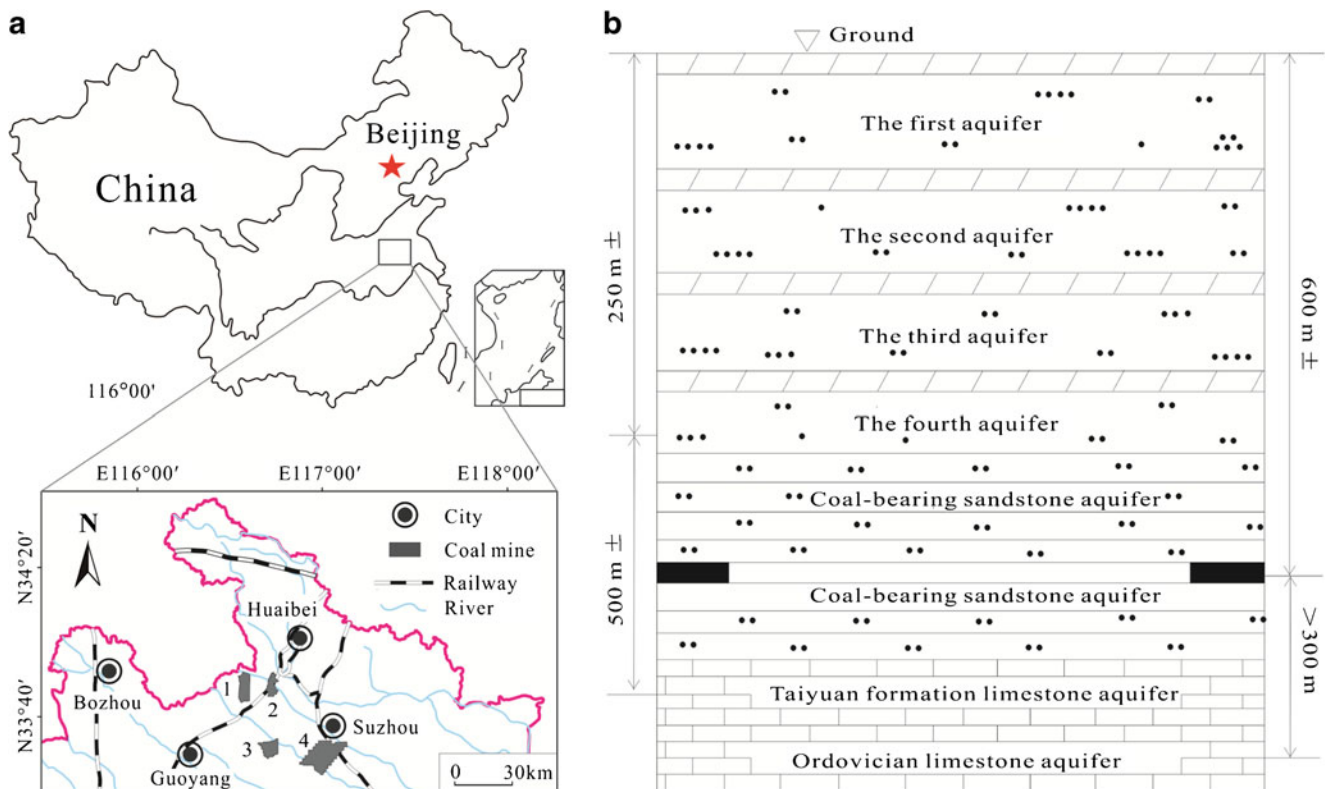 a
China
Beijing
116°00′
E116°00′
E117°00′
E118°00′
N34°20′
N33°40′
N
City
Coal mine
Railway
River
Huaibei
Bozhou
1
2
Suzhou
3
4
Guoyang
0 30km
b
Ground
The first aquifer
The second aquifer
250 m ±
The third aquifer
600 m ±
The fourth aquifer
Coal-bearing sandstone aquifer
500 m ±
Coal-bearing sandstone aquifer
>300 m
Taiyuan formation limestone aquifer
Ordovician limestone aquifer